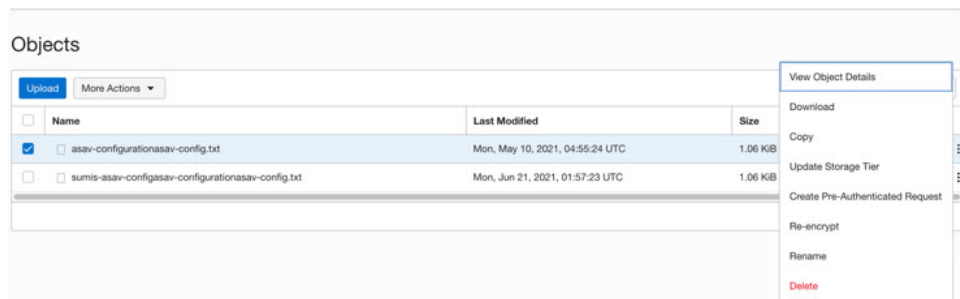 Objects
Upload More Actions
Name Last Modified Size
asav-configurationasav-config.txt Mon, May 10, 2021, 04:55:24 UTC 1.06 KiB
sumis-asav-configasav-configurationasav-config.txt Mon, Jun 21, 2021, 01:57:23 UTC 1.06 KiB
View Object Details
Download
Copy
Update Storage Tier
Create Pre-Authenticated Request
Re-encrypt
Rename
Delete